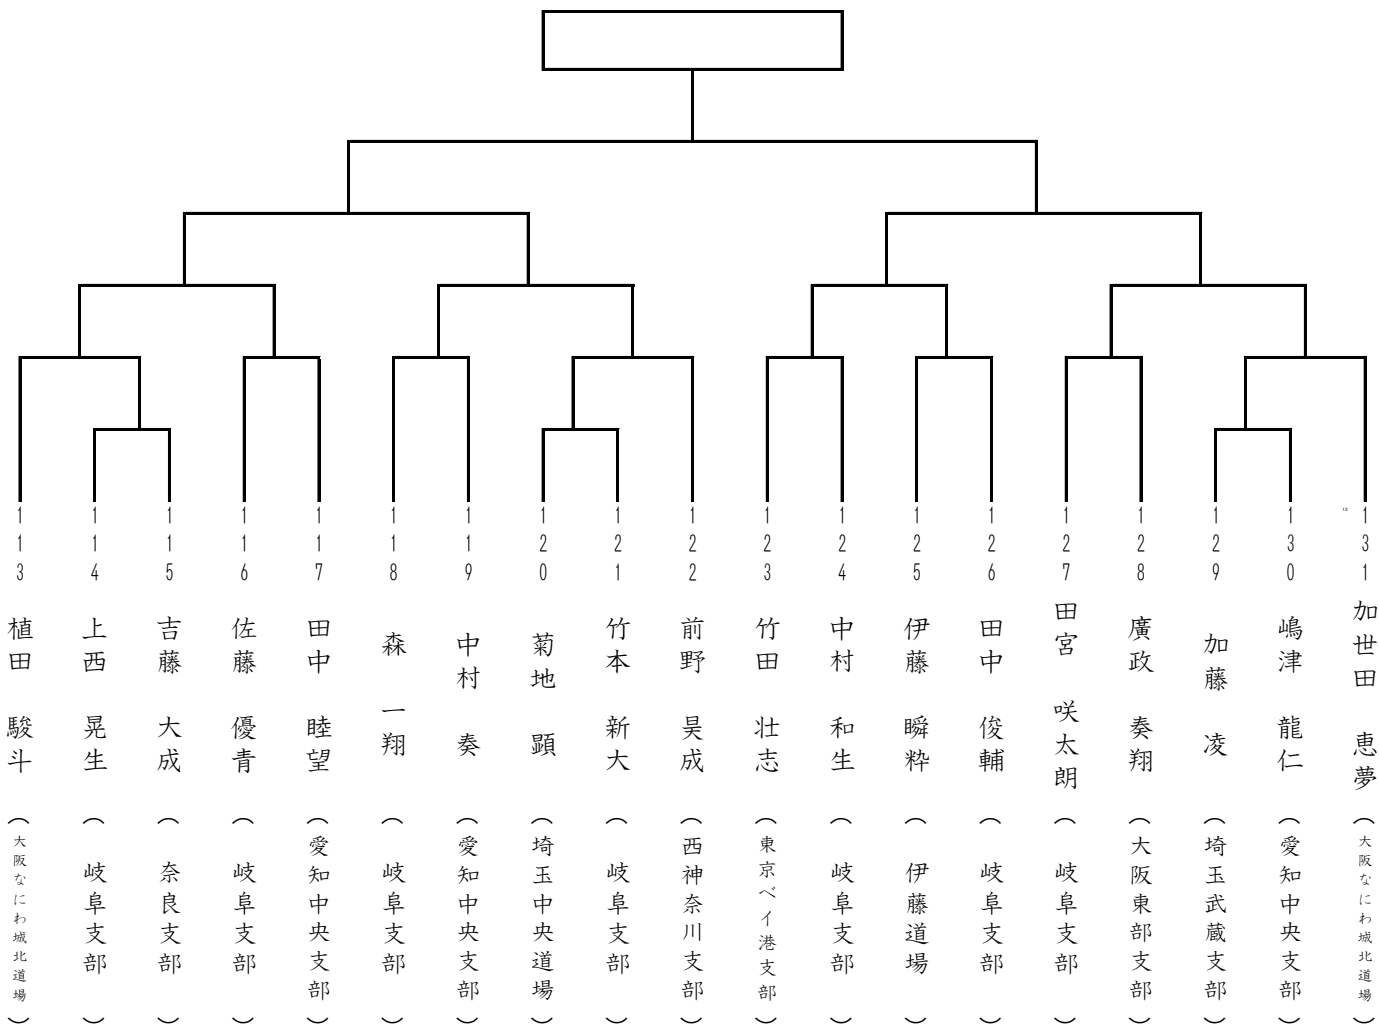 113 植田 駿斗 (大阪なにわ城北道場)
114 上西 晃生 (岐阜支部)
115 吉藤 大成 (奈良支部)
116 佐藤 優青 (岐阜支部)
117 田中 睦望 (愛知中央支部)
118 森 一翔 (岐阜支部)
119 中村 奏 (愛知中央支部)
120 菊地 顕 (埼玉中央道場)
121 竹本 新大 (岐阜支部)
122 前野 昊成 (西神奈川支部)
123 竹田 壮志 (東京ベイ港支部)
124 中村 和生 (岐阜支部)
125 伊藤 瞬粋 (伊藤道場)
126 田中 俊輔 (岐阜支部)
127 田宮 咲太朗 (岐阜支部)
128 廣政 奏翔 (大阪東部支部)
129 加藤 凌 (埼玉武蔵支部)
130 嶋津 龍仁 (愛知中央支部)
131 加世田 恵夢 (大阪なにわ城北道場)